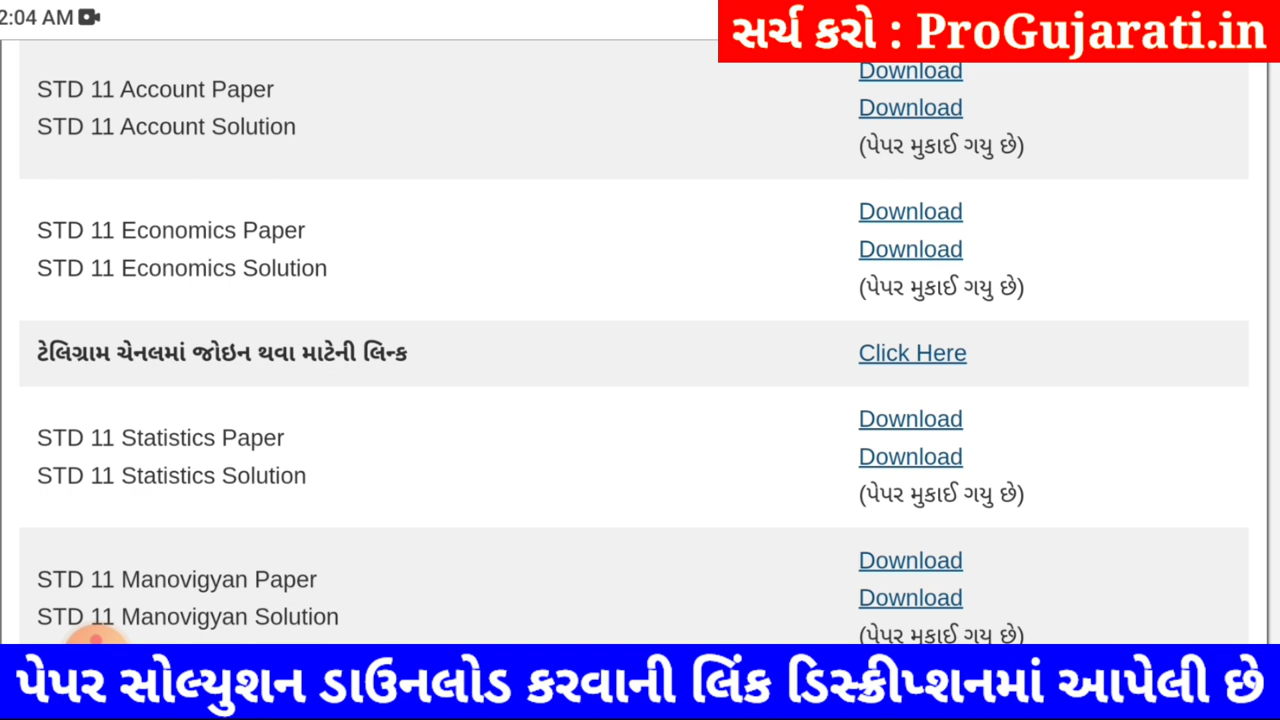 2:04 AM
સર્ચ કરો : ProGujarati.in
STD 11 Account Paper
STD 11 Account Solution
Download
Download
(પેપર મુકાઈ ગયુ છે)
STD 11 Economics Paper
STD 11 Economics Solution
Download
Download
(પેપર મુકાઈ ગયુ છે)
ટેલિગ્રામ ચેનલમાં જોઇન થવા માટેની લિન્ક
Click Here
STD 11 Statistics Paper
STD 11 Statistics Solution
Download
Download
(પેપર મુકાઈ ગયુ છે)
STD 11 Manovigyan Paper
STD 11 Manovigyan Solution
Download
Download
(પેપર મુકાઈ ગયુ છે)
પેપર સોલ્યુશન ડાઉનલોડ કરવાની લિંક ડિસ્ક્રીપ્શનમાં આપેલી છે